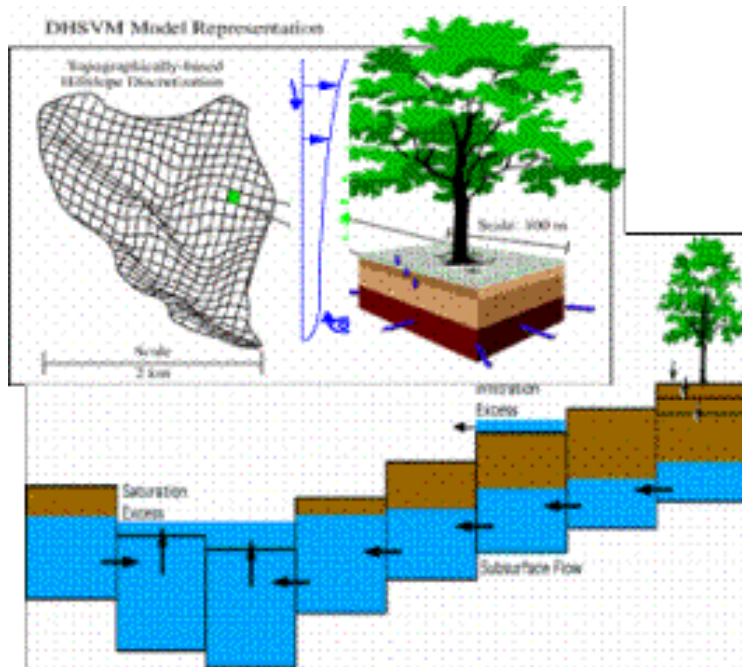 DHSVM Model Representation
Topographically-based
Hillslope Discretization
Scale: 100 m
Scale
2 km
Infiltration
Excess
Saturation
Excess
Subsurface Flow